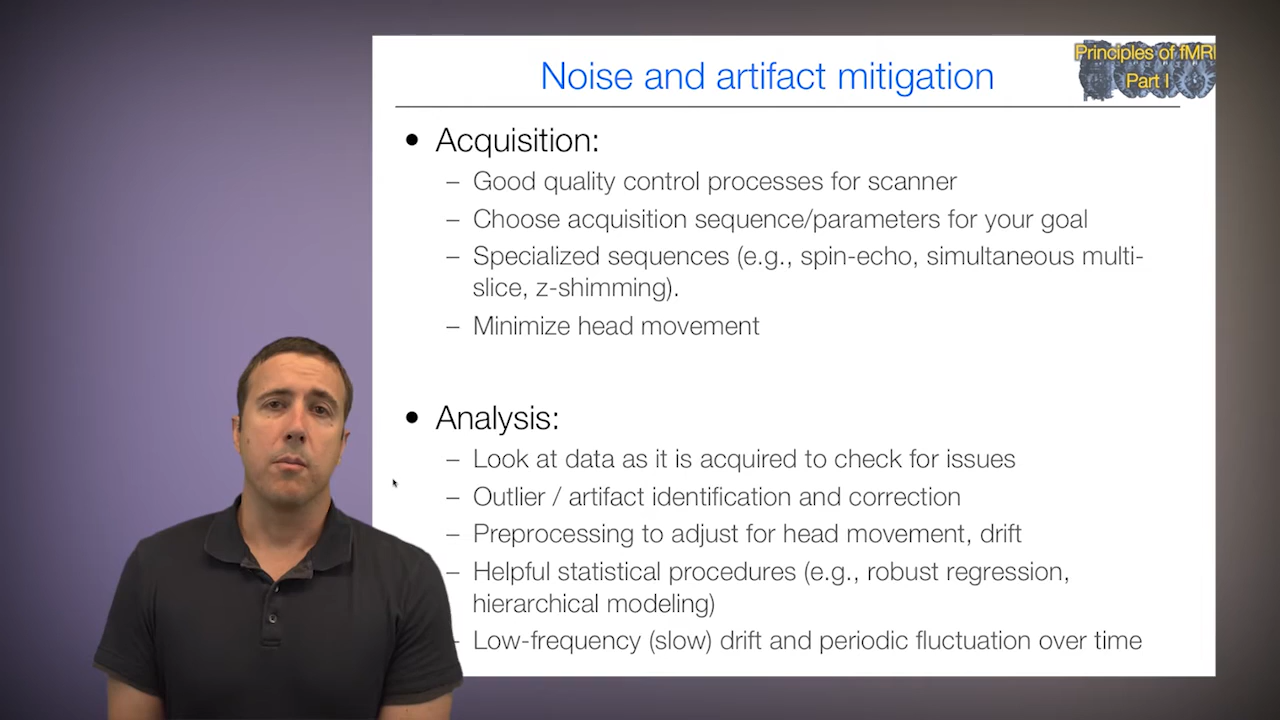 Noise and artifact mitigation
Principles of fMRI
Part I
• Acquisition:
– Good quality control processes for scanner
– Choose acquisition sequence/parameters for your goal
– Specialized sequences (e.g., spin-echo, simultaneous multi-
slice, z-shimming).
– Minimize head movement
• Analysis:
– Look at data as it is acquired to check for issues
– Outlier / artifact identification and correction
– Preprocessing to adjust for head movement, drift
– Helpful statistical procedures (e.g., robust regression,
hierarchical modeling)
– Low-frequency (slow) drift and periodic fluctuation over time